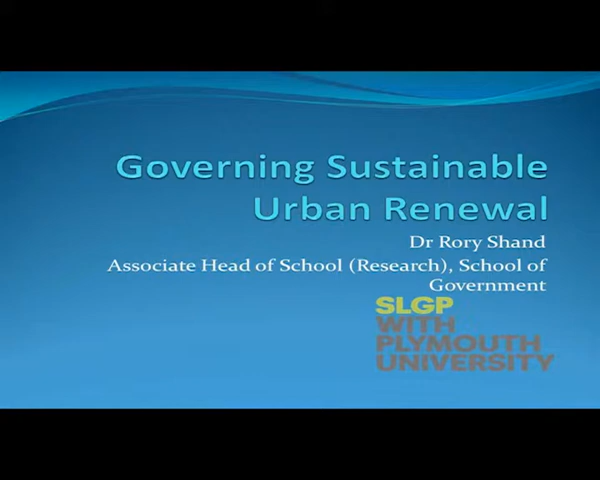 Governing Sustainable
Urban Renewal
Dr Rory Shand
Associate Head of School (Research), School of
Government
SLGP
WITH
PLYMOUTH
UNIVERSITY